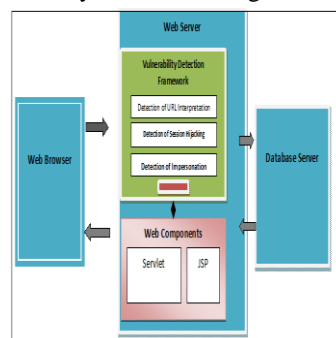 Web Server
Vulnerability Detection
Framework
Detection of URL Interpretation
Detection of Session Hijacking
Detection of Impersonation
Web Browser
Database Server
Web Components
Servlet
JSP